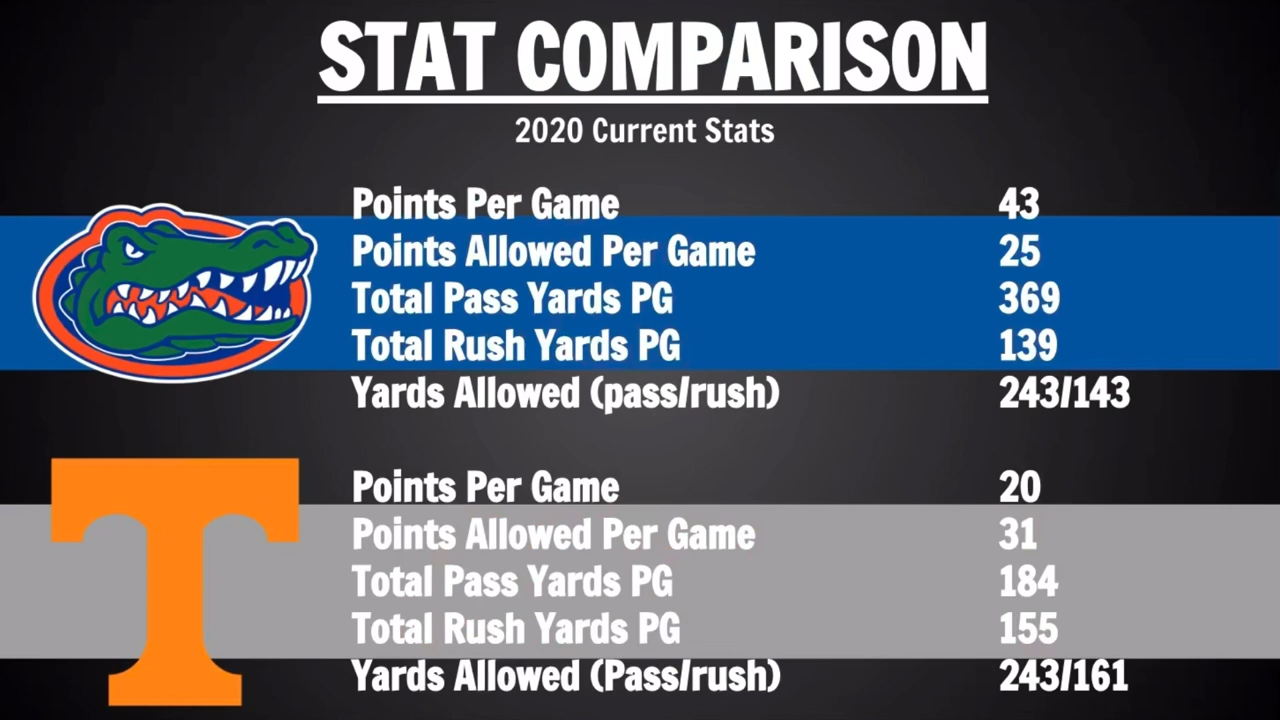 STAT COMPARISON
2020 Current Stats
Points Per Game 43
Points Allowed Per Game 25
Total Pass Yards PG 369
Total Rush Yards PG 139
Yards Allowed (pass/rush) 243/143
T
Points Per Game 20
Points Allowed Per Game 31
Total Pass Yards PG 184
Total Rush Yards PG 155
Yards Allowed (Pass/rush) 243/161